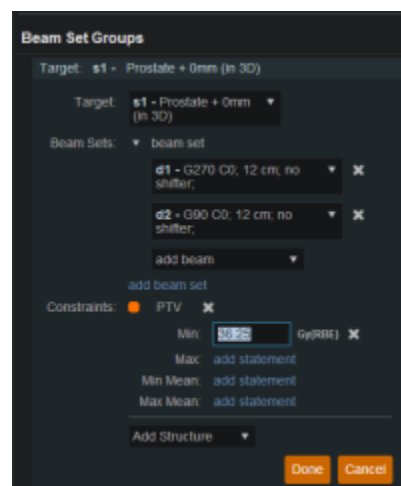 Beam Set Groups
Target: s1 - Prostate + 0mm (in 3D)
Target: s1 - Prostate + 0mm
(in 3D)
Beam Sets: beam set
d1 - G270 C0; 12 cm; no
shifter;
d2 - G90 C0; 12 cm; no
shifter;
add beam
add beam set
Constraints: PTV
Min: Gy(RBE)
Max: add statement
Min Mean: add statement
Max Mean: add statement
Add Structure
Done Cancel